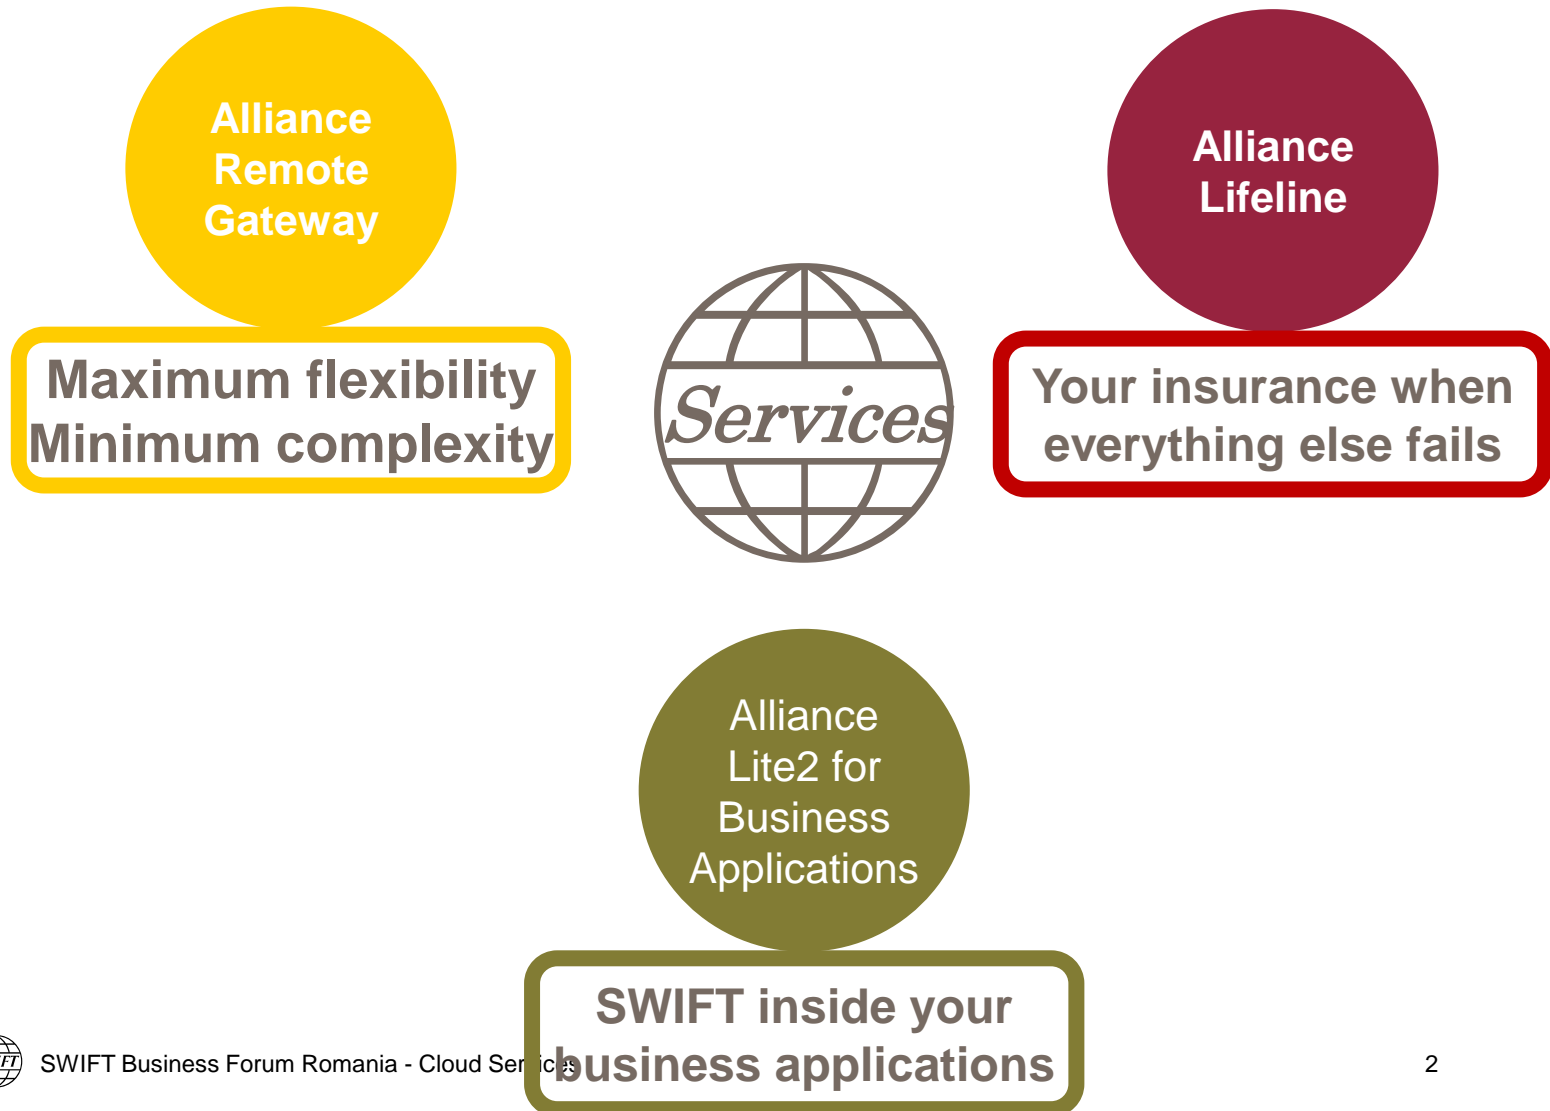 Alliance
Remote
Gateway
Maximum flexibility
Minimum complexity
Alliance
Lifeline
Your insurance when
everything else fails
Services
Alliance
Lite2 for
Business
Applications
SWIFT inside your
business applications
SWIFT Business Forum Romania - Cloud Services
2